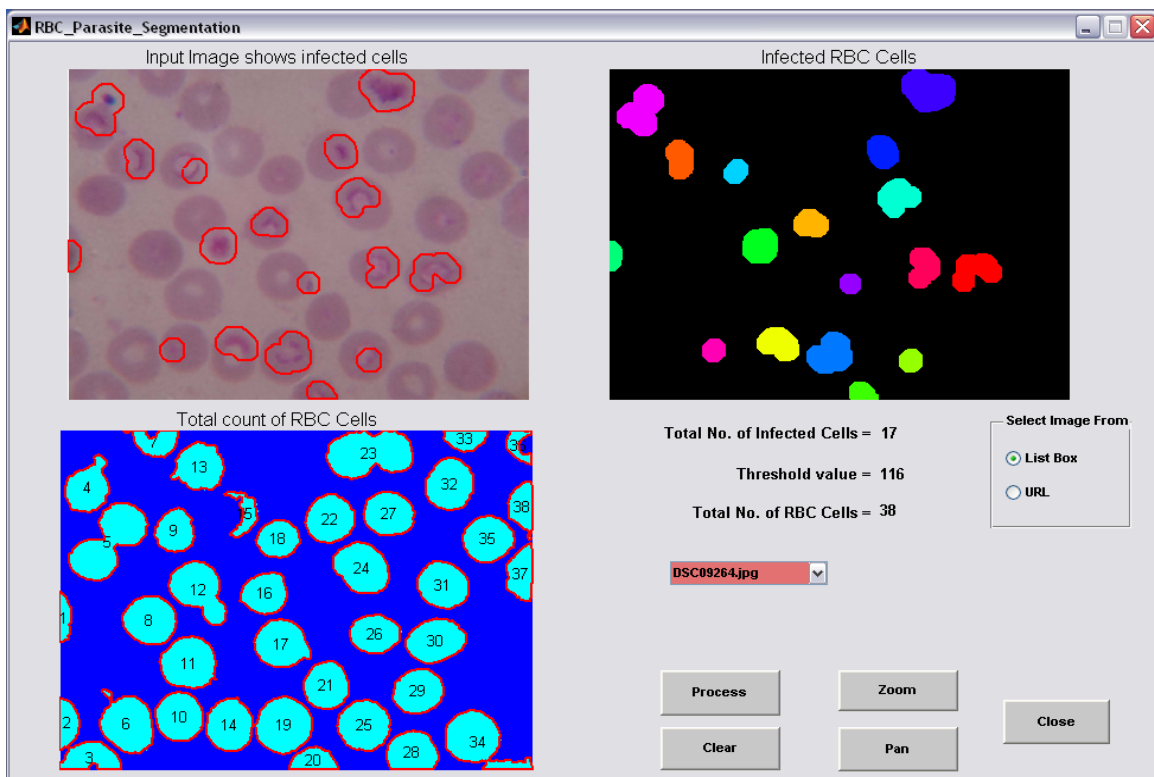 RBC_Parasite_Segmentation
Input Image shows infected cells
Infected RBC Cells
Total count of RBC Cells
7
13
23
33
4
32
5
9
15
22
27
38
18
35
24
37
12
16
31
1
8
26
30
17
11
21
29
2
6
10
14
19
25
34
3
20
28
Total No. of Infected Cells = 17
Threshold value = 116
Total No. of RBC Cells = 38
Select Image From
List Box
URL
DSC09264.jpg
Process
Zoom
Clear
Pan
Close